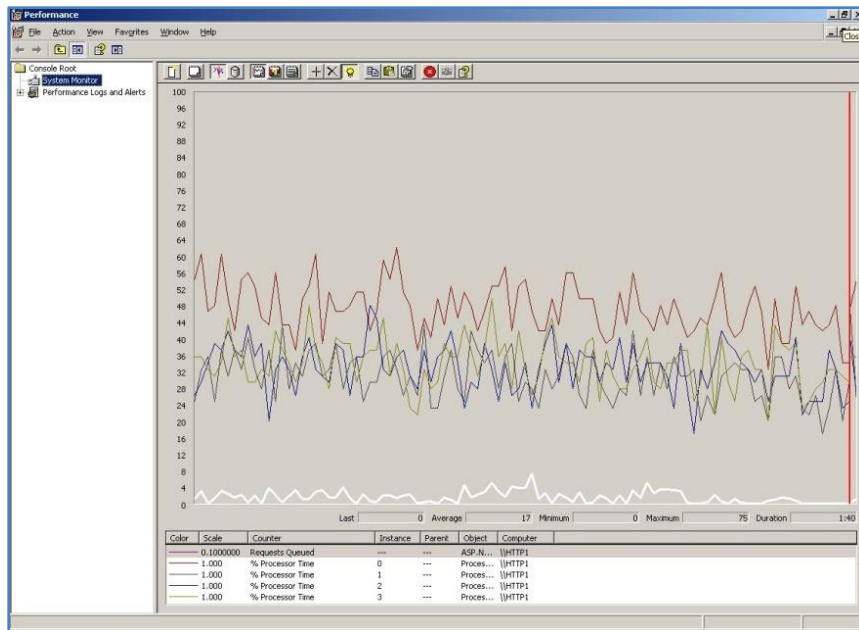 Performance
File Action View Favorites Window Help
Clos
Console Root
System Monitor
Performance Logs and Alerts
100
96
92
88
84
80
76
72
68
64
60
56
52
48
44
40
36
32
28
24
20
16
12
8
4
0
Last 0 Average 17 Minimum 0 Maximum 75 Duration 1:40
Color Scale Counter Instance Parent Object Computer
0.1000000 Requests Queued --- --- ASP.N... \\HTTP1
1.000 % Processor Time 0 --- Proces... \\HTTP1
1.000 % Processor Time 1 --- Proces... \\HTTP1
1.000 % Processor Time 2 --- Proces... \\HTTP1
1.000 % Processor Time 3 --- Proces... \\HTTP1